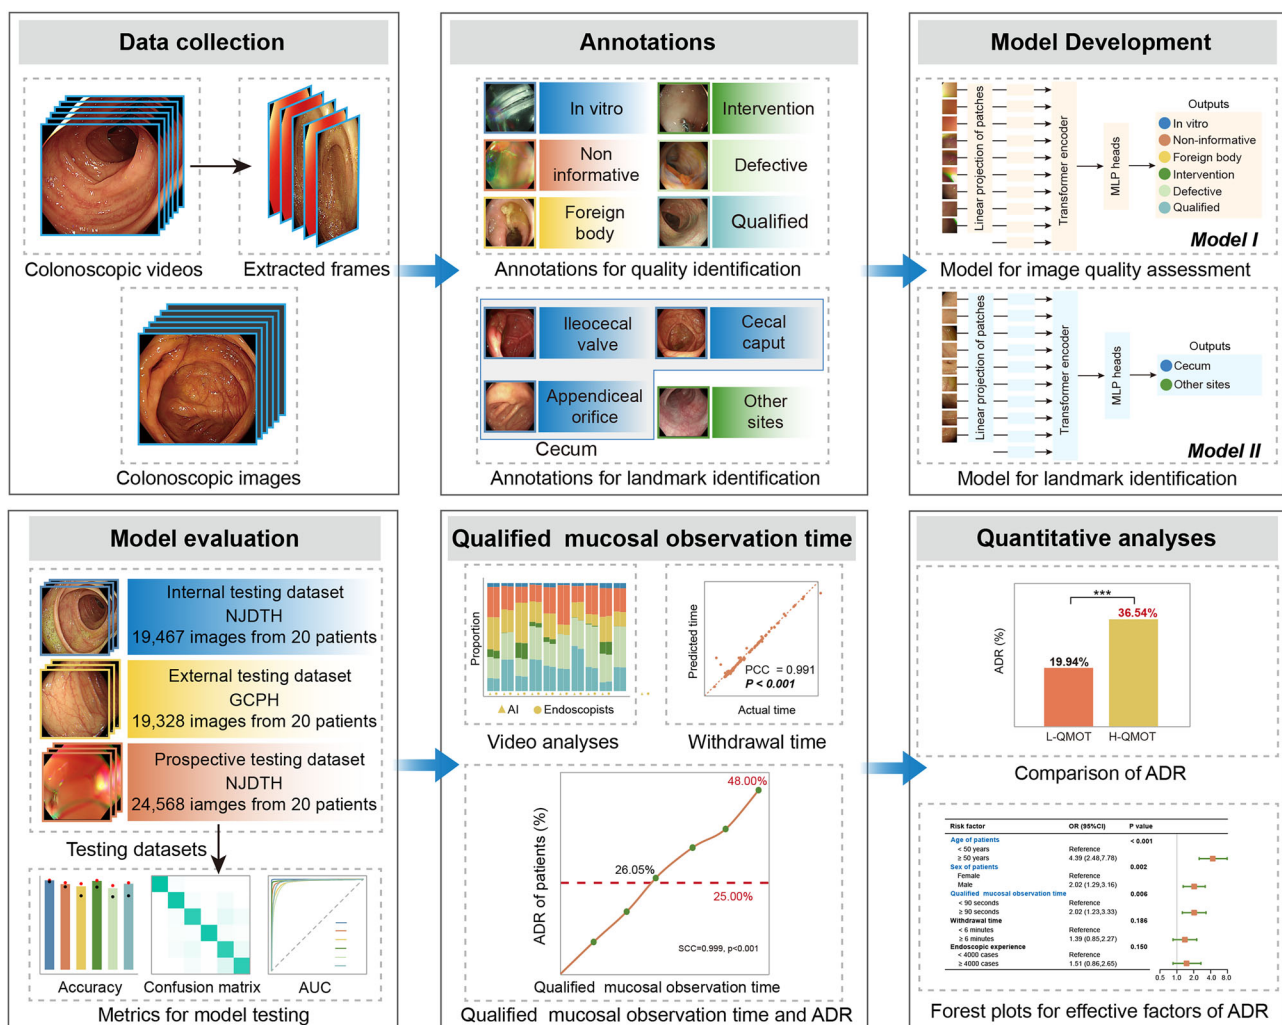 Data collection
Colonoscopic videos
Extracted frames
Colonoscopic images
Annotations
In vitro
Intervention
Non
informative
Defective
Foreign
body
Qualified
Annotations for quality identification
Ileocecal
valve
Cecal
caput
Appendiceal
orifice
Other
sites
Cecum
Annotations for landmark identification
Model Development
Linear projection of patches
Transformer encoder
MLP heads
Outputs
In vitro
Non-informative
Foreign body
Intervention
Defective
Qualified
Model I
Model for image quality assessment
Linear projection of patches
Transformer encoder
MLP heads
Outputs
Cecum
Other sites
Model II
Model for landmark identification
Model evaluation
Internal testing dataset
NJDTH
19,467 images from 20 patients
External testing dataset
GCPH
19,328 images from 20 patients
Prospective testing dataset
NJDTH
24,568 iamges from 20 patients
Testing datasets
Accuracy
Confusion matrix
AUC
Metrics for model testing
Qualified mucosal observation time
Proportion
AI
Endoscopists
Video analyses
Predicted time
PCC = 0.991
P < 0.001
Actual time
Withdrawal time
ADR of patients (%)
48.00%
26.05%
25.00%
SCC=0.999, p<0.001
Qualified mucosal observation time
Qualified mucosal observation time and ADR
Quantitative analyses
ADR (%)
***
36.54%
19.94%
L-QMOT
H-QMOT
Comparison of ADR
Risk factor OR (95%CI) P value
Age of patients < 0.001
< 50 years Reference
≥ 50 years 4.39 (2.48,7.78)
Sex of patients 0.002
Female Reference
Male 2.02 (1.29,3.16)
Qualified mucosal observation time 0.006
< 90 seconds Reference
≥ 90 seconds 2.02 (1.23,3.33)
Withdrawal time 0.186
< 6 minutes Reference
≥ 6 minutes 1.39 (0.85,2.27)
Endoscopic experience 0.150
< 4000 cases Reference
≥ 4000 cases 1.51 (0.86,2.65)
0.5 1.0 2.0 4.0 8.0
Forest plots for effective factors of ADR